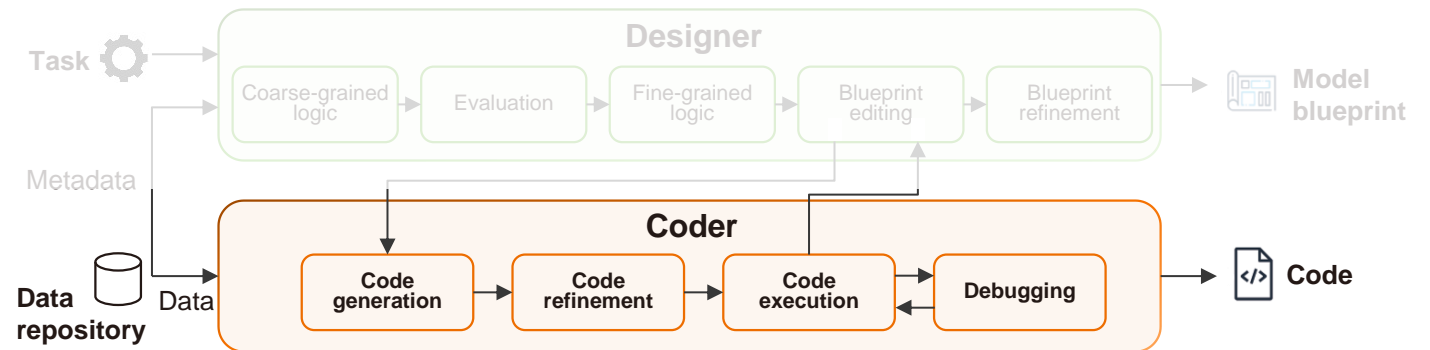 Designer
Task
Coarse-grained
logic
Evaluation
Fine-grained
logic
Blueprint
editing
Blueprint
refinement
Model
blueprint
Metadata
Coder
Data
repository
Data
Code
generation
Code
refinement
Code
execution
Debugging
</>
Code